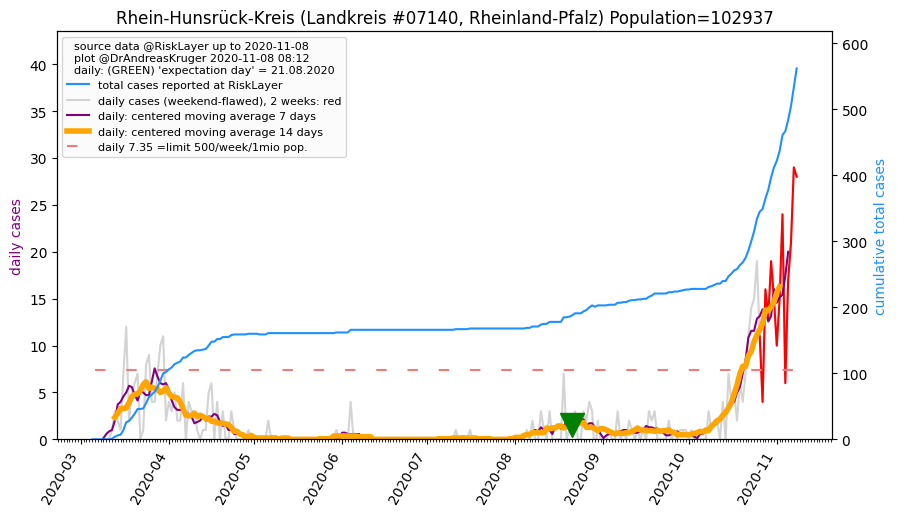 Rhein-Hunsrück-Kreis (Landkreis #07140, Rheinland-Pfalz) Population=102937
source data @RiskLayer up to 2020-11-08
plot @DrAndreasKruger 2020-11-08 08:12
daily: (GREEN) 'expectation day' = 21.08.2020
total cases reported at RiskLayer
daily cases (weekend-flawed), 2 weeks: red
daily: centered moving average 7 days
daily: centered moving average 14 days
daily 7.35 =limit 500/week/1mio pop.
daily cases
40
35
30
25
20
15
10
5
0
cumulative total cases
600
500
400
300
200
100
0
2020-03
2020-04
2020-05
2020-06
2020-07
2020-08
2020-09
2020-10
2020-11